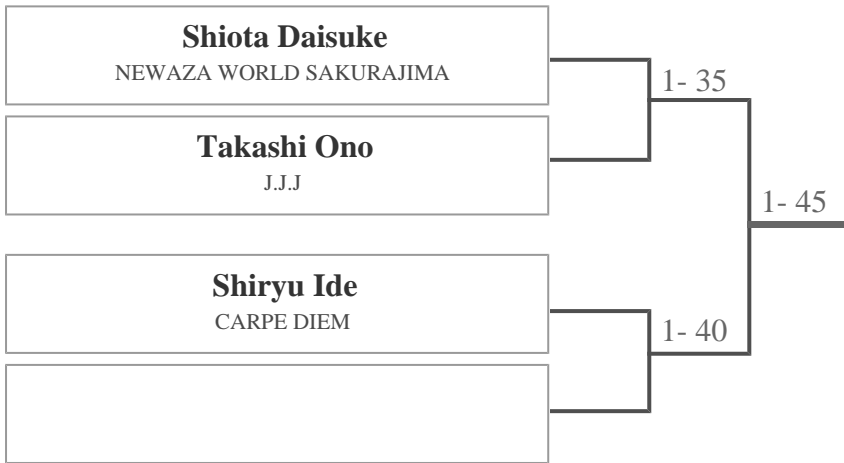 Shiota Daisuke
NEWAZA WORLD SAKURAJIMA
1- 35
Takashi Ono
J.J.J
1- 45
Shiryu Ide
CARPE DIEM
1- 40